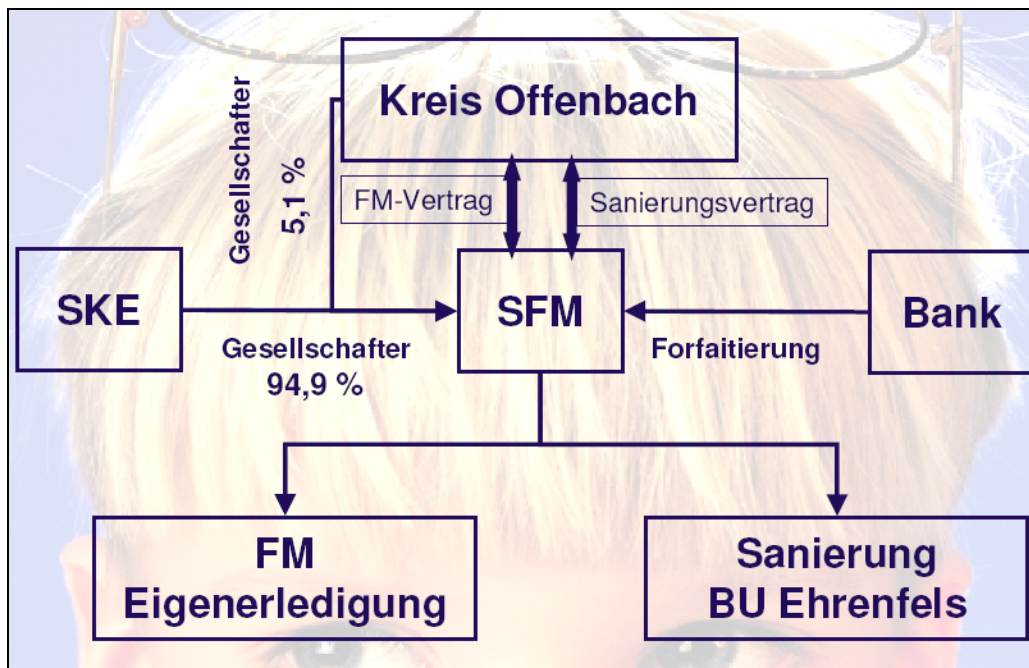 Kreis Offenbach
Gesellschafter
5,1 %
FM-Vertrag
Sanierungsvertrag
SKE
SFM
Bank
Gesellschafter
94,9 %
Forfaitierung
FM
Eigenerledigung
Sanierung
BU Ehrenfels